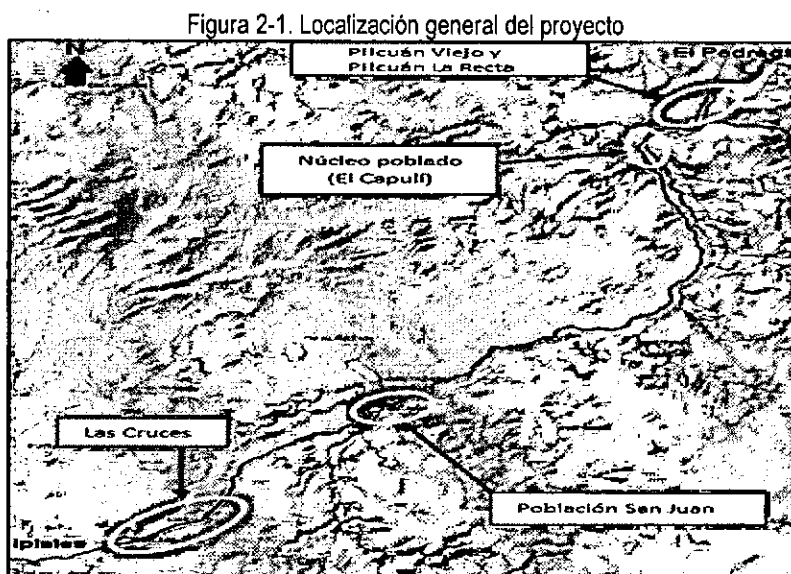 Figura 2-1. Localización general del proyecto
N
Pilcuán Viejo y
Pilcuán La Recta
El Pedrega
Núcleo poblado
(El Capulí)
Las Cruces
Población San Juan
Ipiales